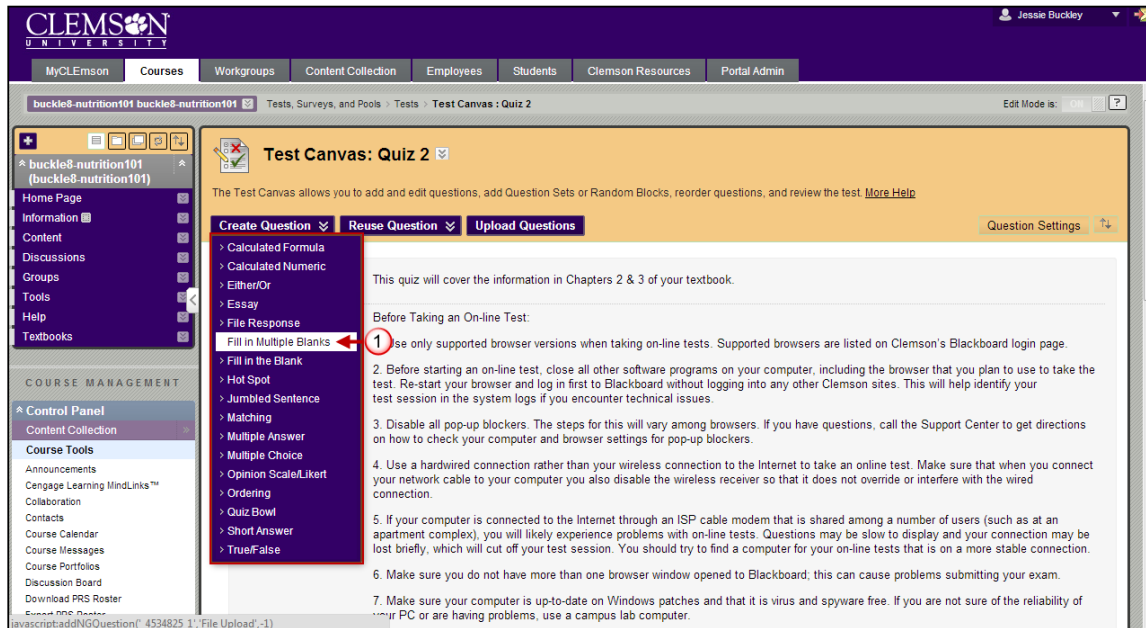 CLEMSON
UNIVERSITY
Jessie Buckley
MyCLEmson
Courses
Workgroups
Content Collection
Employees
Students
Clemson Resources
Portal Admin
buckle8-nutrition101 buckle8-nutrition101
Tests, Surveys, and Pools > Tests > Test Canvas : Quiz 2
Edit Mode is: ON
?
buckle8-nutrition101
(buckle8-nutrition101)
Home Page
Information
Content
Discussions
Groups
Tools
Help
Textbooks
COURSE MANAGEMENT
Control Panel
Content Collection
Course Tools
Announcements
Cengage Learning MindLinks™
Collaboration
Contacts
Course Calendar
Course Messages
Course Portfolios
Discussion Board
Download PRS Roster
Export PRS Roster
javascript:addNGQuestion('_4534825_1','File Upload',-1)
Test Canvas: Quiz 2
The Test Canvas allows you to add and edit questions, add Question Sets or Random Blocks, reorder questions, and review the test. More Help
Create Question
Reuse Question
Upload Questions
Question Settings
> Calculated Formula
> Calculated Numeric
> Either/Or
> Essay
> File Response
Fill in Multiple Blanks
1
> Fill in the Blank
> Hot Spot
> Jumbled Sentence
> Matching
> Multiple Answer
> Multiple Choice
> Opinion Scale/Likert
> Ordering
> Quiz Bowl
> Short Answer
> True/False
This quiz will cover the information in Chapters 2 & 3 of your textbook.
Before Taking an On-line Test:
Use only supported browser versions when taking on-line tests. Supported browsers are listed on Clemson's Blackboard login page.
2. Before starting an on-line test, close all other software programs on your computer, including the browser that you plan to use to take the
test. Re-start your browser and log in first to Blackboard without logging into any other Clemson sites. This will help identify your
test session in the system logs if you encounter technical issues.
3. Disable all pop-up blockers. The steps for this will vary among browsers. If you have questions, call the Support Center to get directions
on how to check your computer and browser settings for pop-up blockers.
4. Use a hardwired connection rather than your wireless connection to the Internet to take an online test. Make sure that when you connect
your network cable to your computer you also disable the wireless receiver so that it does not override or interfere with the wired
connection.
5. If your computer is connected to the Internet through an ISP cable modem that is shared among a number of users (such as at an
apartment complex), you will likely experience problems with on-line tests. Questions may be slow to display and your connection may be
lost briefly, which will cut off your test session. You should try to find a computer for your on-line tests that is on a more stable connection.
6. Make sure you do not have more than one browser window opened to Blackboard; this can cause problems submitting your exam.
7. Make sure your computer is up-to-date on Windows patches and that it is virus and spyware free. If you are not sure of the reliability of
your PC or are having problems, use a campus lab computer.